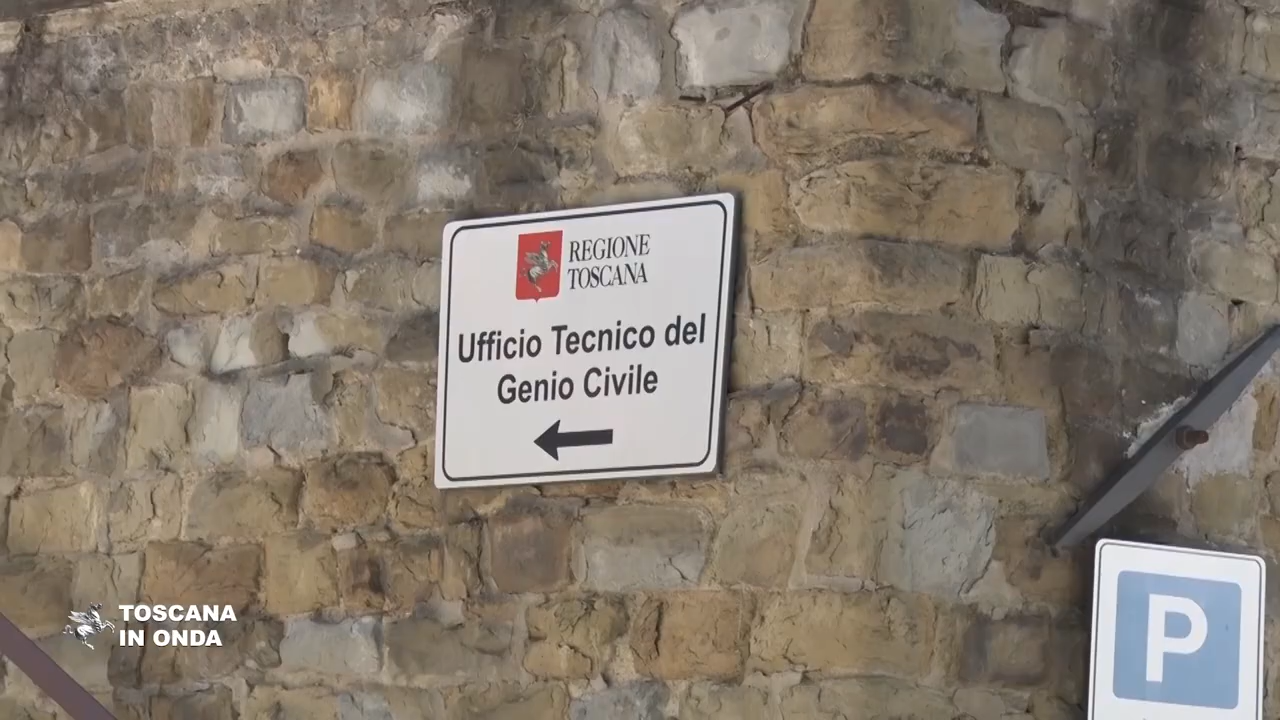 REGIONE
TOSCANA
Ufficio Tecnico del
Genio Civile
P
TOSCANA
IN ONDA